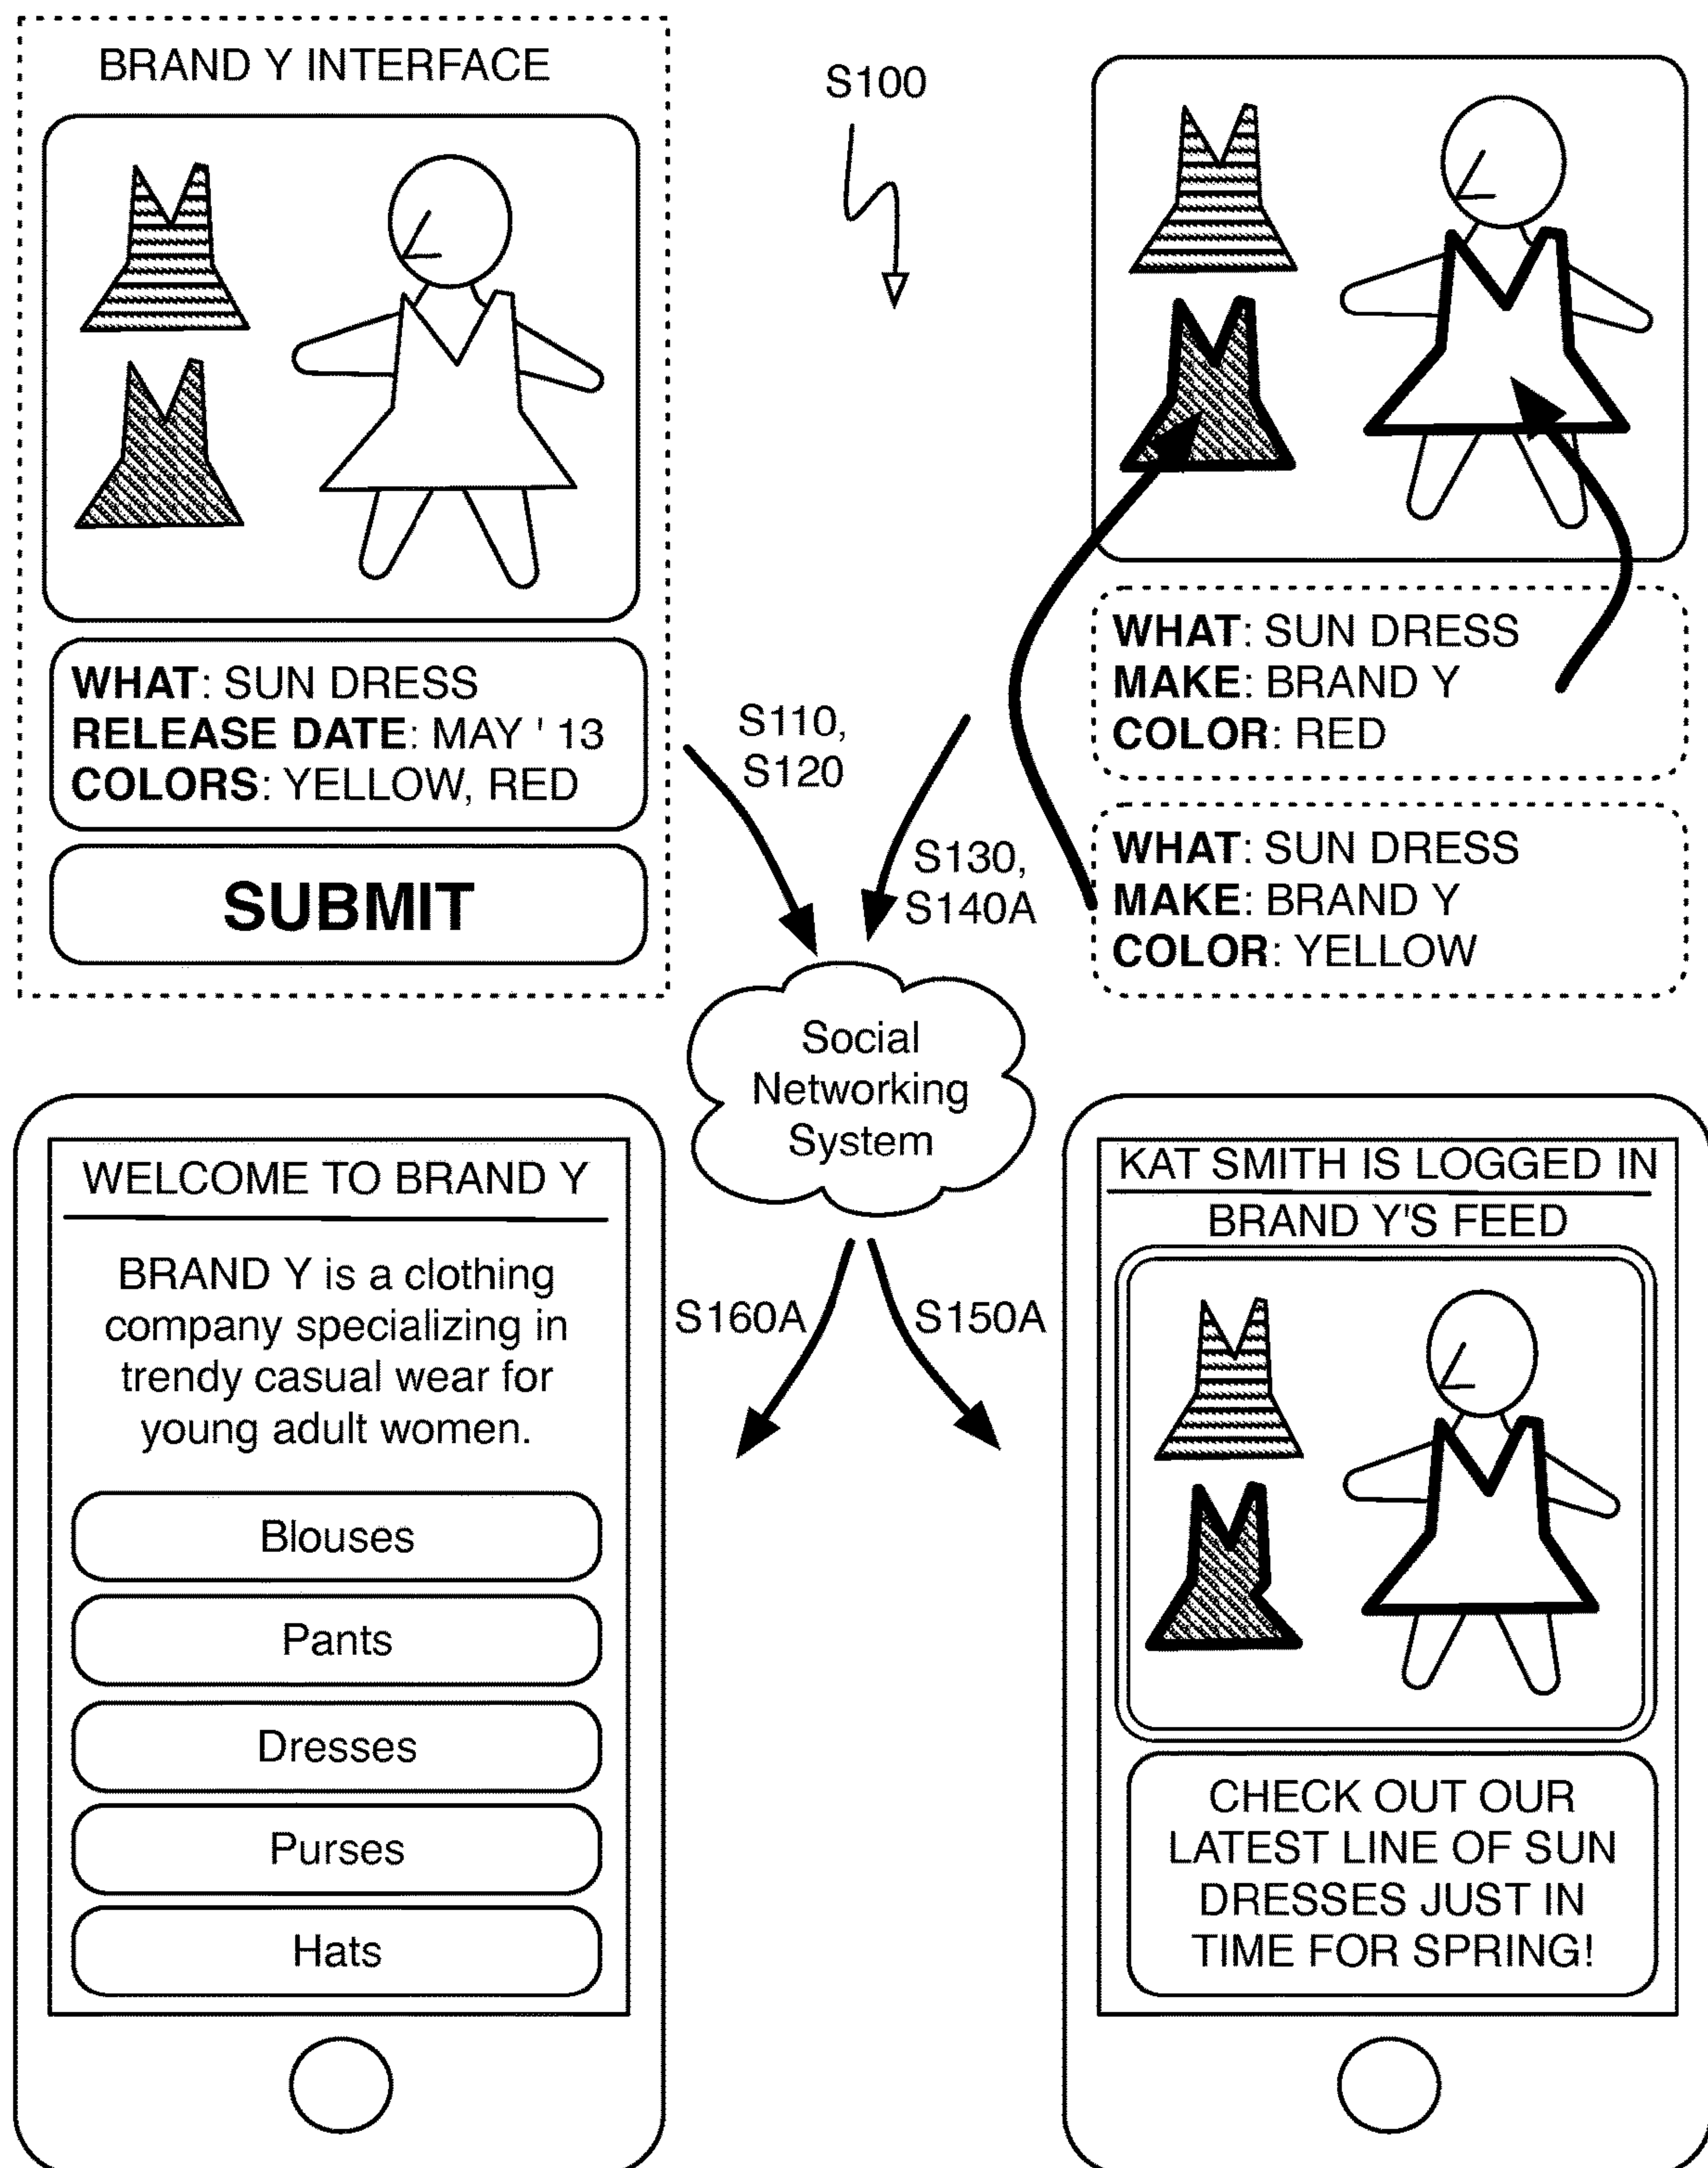 BRAND Y INTERFACE
WHAT: SUN DRESS
RELEASE DATE: MAY ' 13
COLORS: YELLOW, RED
SUBMIT
S100
S110,
S120
S130,
S140A
WHAT: SUN DRESS
MAKE: BRAND Y
COLOR: RED
WHAT: SUN DRESS
MAKE: BRAND Y
COLOR: YELLOW
Social
Networking
System
S160A
S150A
WELCOME TO BRAND Y
BRAND Y is a clothing
company specializing in
trendy casual wear for
young adult women.
Blouses
Pants
Dresses
Purses
Hats
KAT SMITH IS LOGGED IN
BRAND Y'S FEED
CHECK OUT OUR
LATEST LINE OF SUN
DRESSES JUST IN
TIME FOR SPRING!